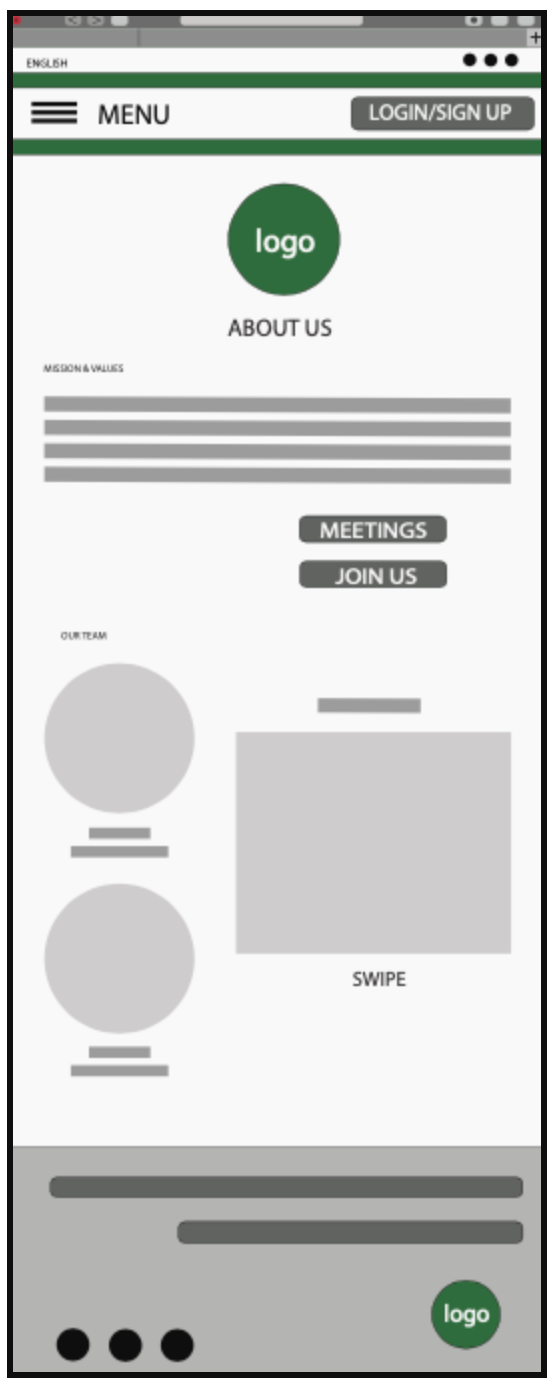 ENGLISH
MENU
LOGIN/SIGN UP
logo
ABOUT US
MISSION & VALUES
MEETINGS
JOIN US
OUR TEAM
SWIPE
logo